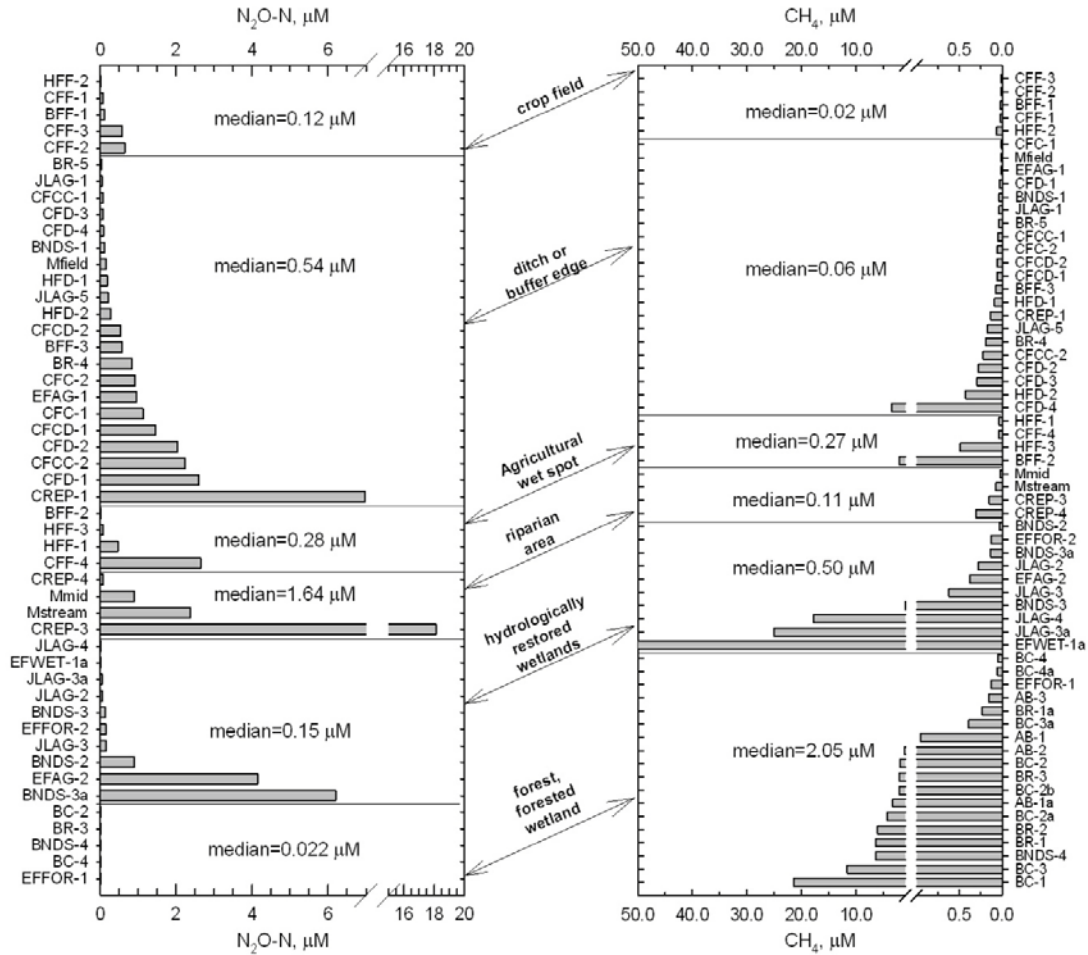 N₂O-N, µM
0 2 4 6 16 18 20
HFF-2
CFF-1
BFF-1
CFF-3
CFF-2
median=0.12 µM
BR-5
JLAG-1
CFCC-1
CFD-3
CFD-4
BNDS-1
Mfield
HFD-1
JLAG-5
HFD-2
CFCD-2
BFF-3
BR-4
CFC-2
EFAG-1
CFC-1
CFCD-1
CFD-2
CFCC-2
CFD-1
CREP-1
median=0.54 µM
BFF-2
HFF-3
HFF-1
CFF-4
median=0.28 µM
CREP-4
Mmid
Mstream
CREP-3
median=1.64 µM
JLAG-4
EFWET-1a
JLAG-3a
JLAG-2
BNDS-3
EFFOR-2
JLAG-3
BNDS-2
EFAG-2
BNDS-3a
median=0.15 µM
BC-2
BR-3
BNDS-4
BC-4
EFFOR-1
median=0.022 µM
0 2 4 6 16 18 20
N₂O-N, µM
crop field
ditch or
buffer edge
Agricultural
wet spot
riparian
area
hydrologically
restored
wetlands
forest,
forested
wetland
CH₄, µM
50.0 40.0 30.0 20.0 10.0 0.5 0.0
CFF-3
CFF-2
BFF-1
CFF-1
HFF-2
median=0.02 µM
CFC-1
Mfield
EFAG-1
CFD-1
BNDS-1
JLAG-1
BR-5
CFCC-1
CFC-2
CFCD-2
CFCD-1
BFF-3
HFD-1
CREP-1
JLAG-5
BR-4
CFCC-2
CFD-2
CFD-3
HFD-2
CFD-4
median=0.06 µM
HFF-1
CFF-4
HFF-3
BFF-2
median=0.27 µM
Mmid
Mstream
CREP-3
CREP-4
median=0.11 µM
BNDS-2
EFFOR-2
BNDS-3a
JLAG-2
EFAG-2
JLAG-3
BNDS-3
JLAG-4
JLAG-3a
EFWET-1a
median=0.50 µM
BC-4
BC-4a
EFFOR-1
AB-3
BR-1a
BC-3a
AB-1
AB-2
BC-2
BR-3
BC-2b
AB-1a
BC-2a
BR-2
BR-1
BNDS-4
BC-3
BC-1
median=2.05 µM
50.0 40.0 30.0 20.0 10.0 0.5 0.0
CH₄, µM